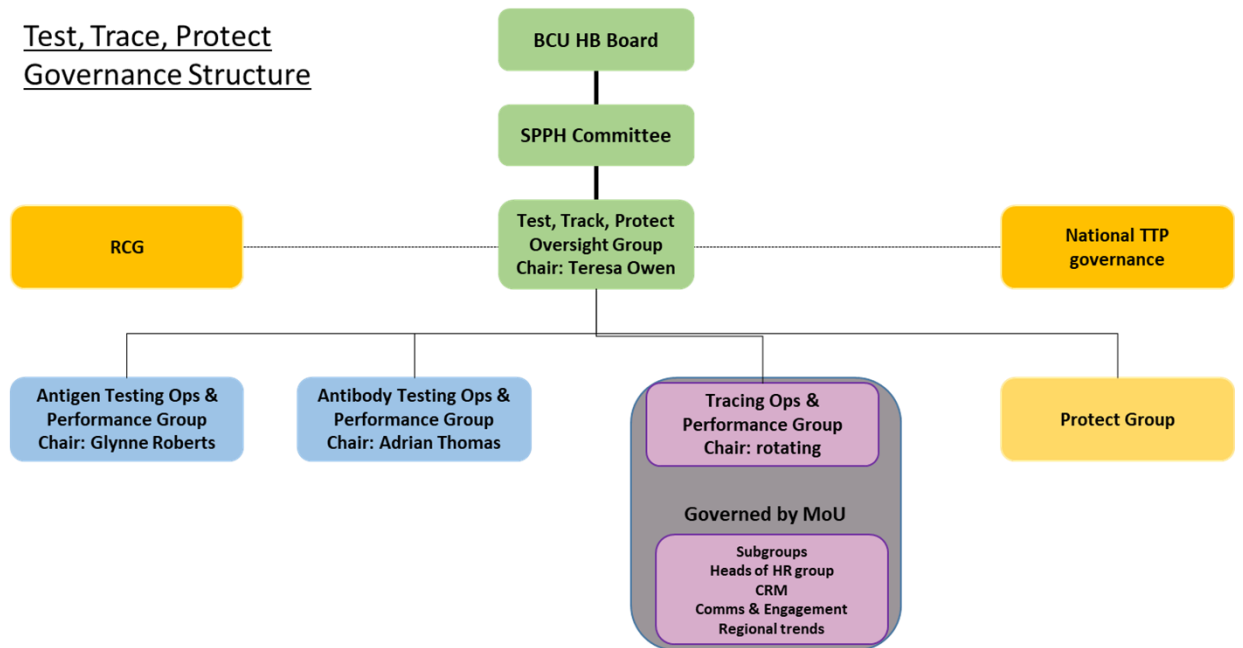 Test, Trace, Protect
Governance Structure
BCU HB Board
SPPH Committee
RCG
Test, Track, Protect
Oversight Group
Chair: Teresa Owen
National TTP
governance
Antigen Testing Ops &
Performance Group
Chair: Glynne Roberts
Antibody Testing Ops &
Performance Group
Chair: Adrian Thomas
Tracing Ops &
Performance Group
Chair: rotating
Protect Group
Governed by MoU
Subgroups
Heads of HR group
CRM
Comms & Engagement
Regional trends